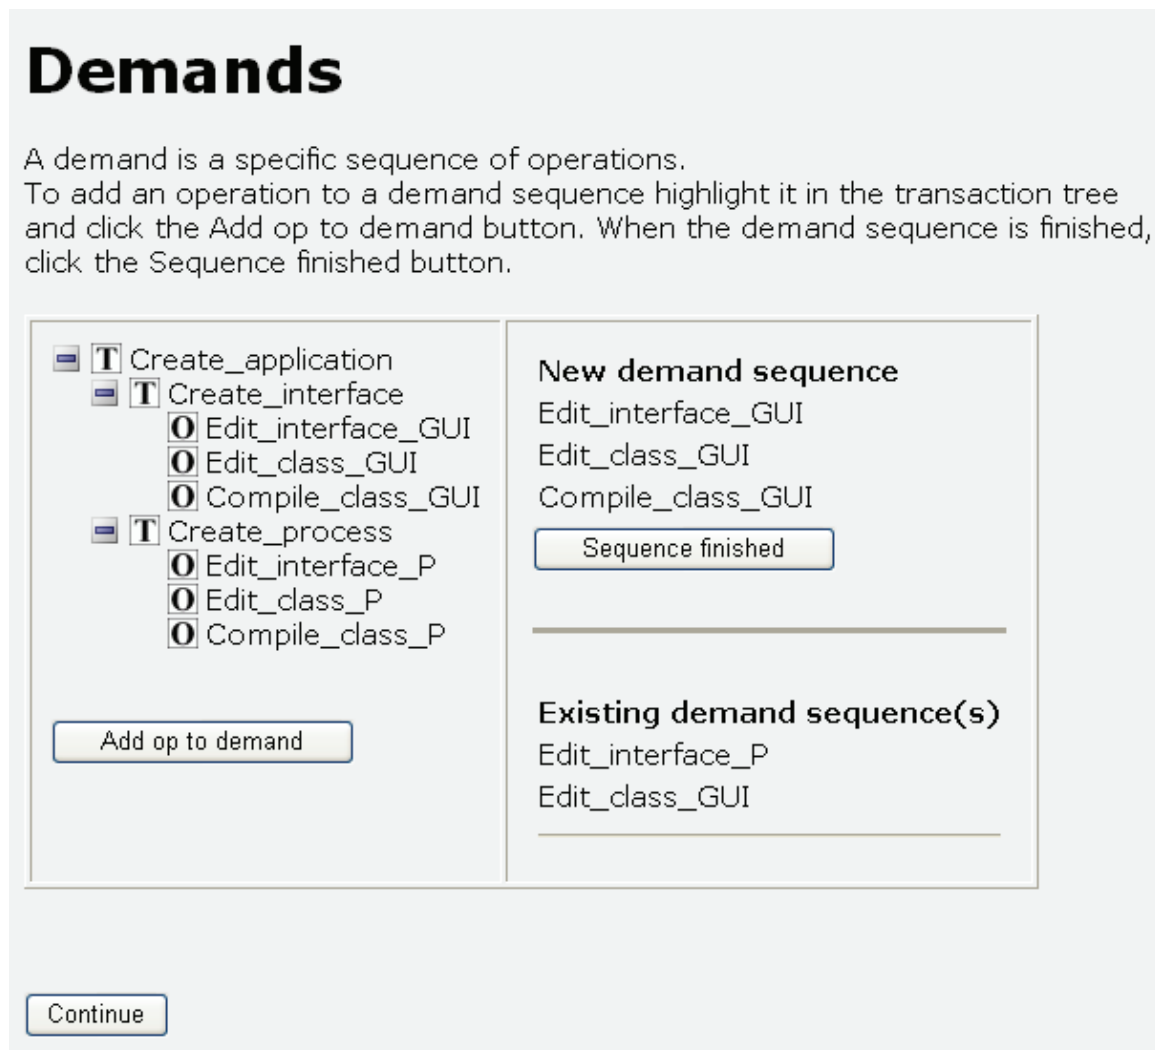 Demands
A demand is a specific sequence of operations.
To add an operation to a demand sequence highlight it in the transaction tree
and click the Add op to demand button. When the demand sequence is finished,
click the Sequence finished button.
T Create_application
T Create_interface
O Edit_interface_GUI
O Edit_class_GUI
O Compile_class_GUI
T Create_process
O Edit_interface_P
O Edit_class_P
O Compile_class_P
Add op to demand
New demand sequence
Edit_interface_GUI
Edit_class_GUI
Compile_class_GUI
Sequence finished
Existing demand sequence(s)
Edit_interface_P
Edit_class_GUI
Continue